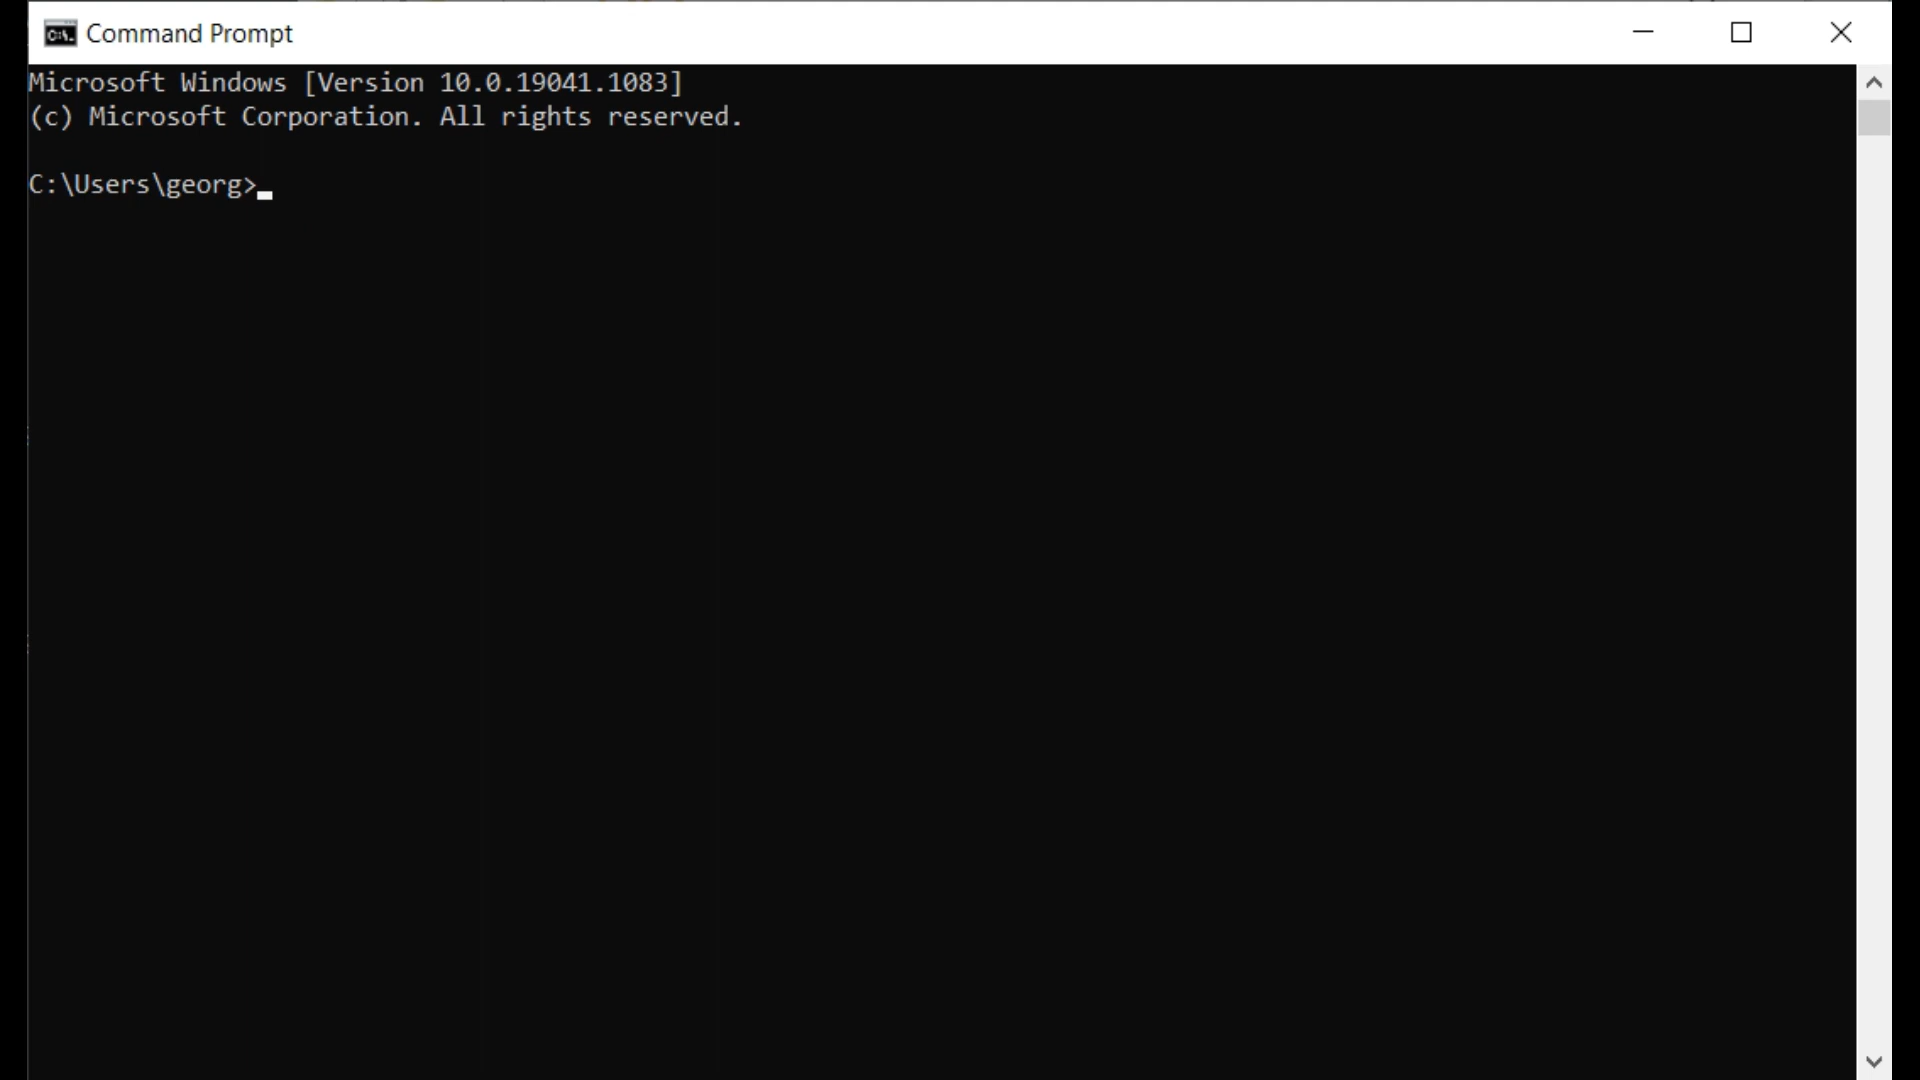 Command Prompt
Microsoft Windows [Version 10.0.19041.1083]
(c) Microsoft Corporation. All rights reserved.
C:\Users\georg>